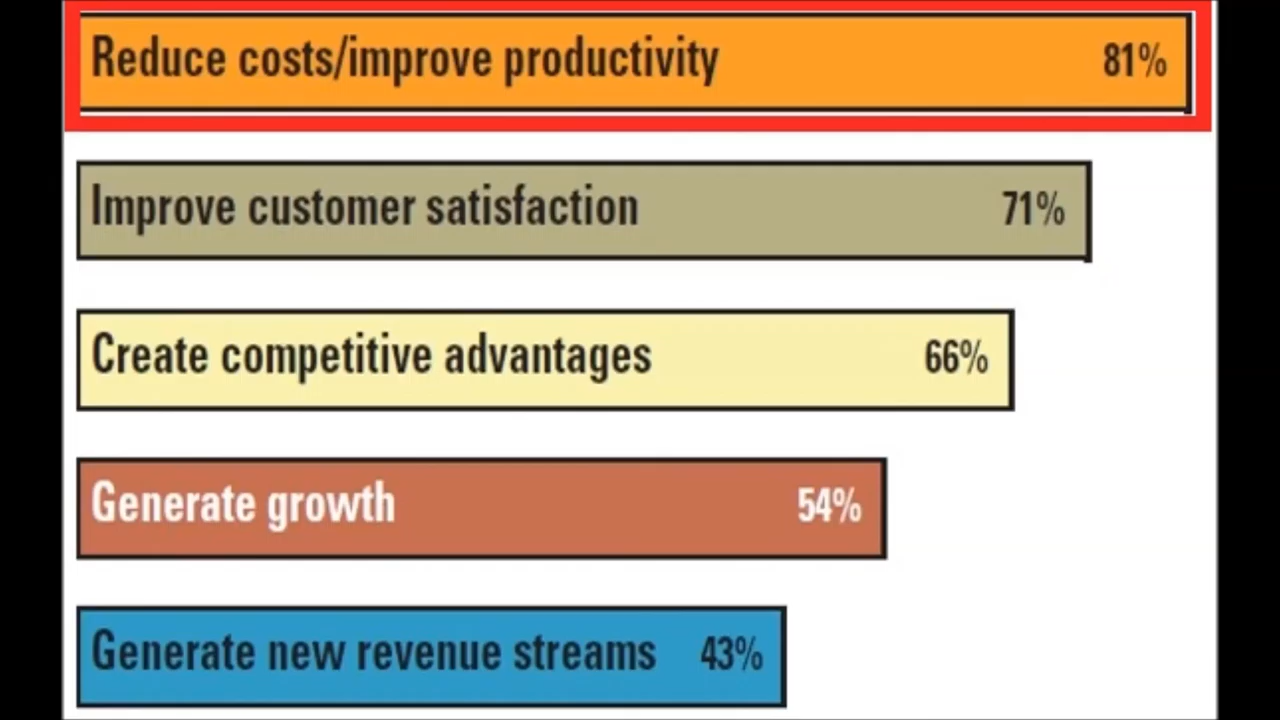 Reduce costs/improve productivity 81%
Improve customer satisfaction 71%
Create competitive advantages 66%
Generate growth 54%
Generate new revenue streams 43%